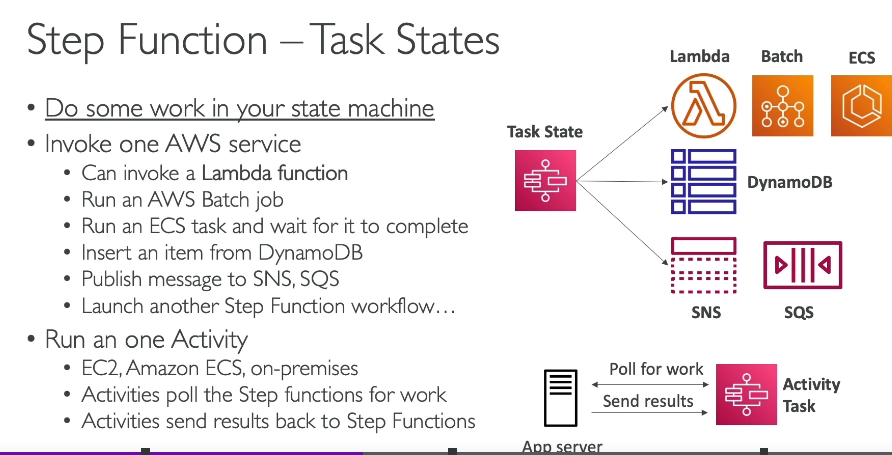 Step Function – Task States
• Do some work in your state machine
• Invoke one AWS service
• Can invoke a Lambda function
• Run an AWS Batch job
• Run an ECS task and wait for it to complete
• Insert an item from DynamoDB
• Publish message to SNS, SQS
• Launch another Step Function workflow…
• Run an one Activity
• EC2, Amazon ECS, on-premises
• Activities poll the Step functions for work
• Activities send results back to Step Functions
Lambda
Batch
ECS
Task State
DynamoDB
SNS
SQS
Poll for work
Send results
Activity
Task
App server